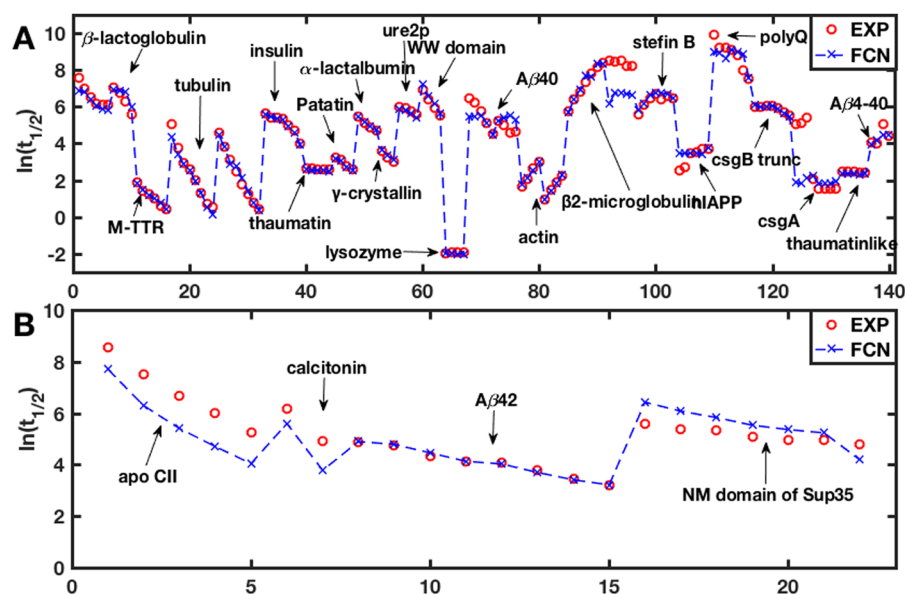 A
10
8
6
4
2
0
-2
ln(t1/2)
β-lactoglobulin
M-TTR
tubulin
insulin
thaumatin
Patatin
α-lactalbumin
γ-crystallin
ure2p
WW domain
lysozyme
Aβ40
actin
β2-microglobulin
hIAPP
stefin B
polyQ
csgB trunc
csgA
Aβ4-40
thaumatinlike
EXP
FCN
0 20 40 60 80 100 120 140
B
10
8
6
4
2
0
ln(t1/2)
apo CII
calcitonin
Aβ42
NM domain of Sup35
EXP
FCN
0 5 10 15 20